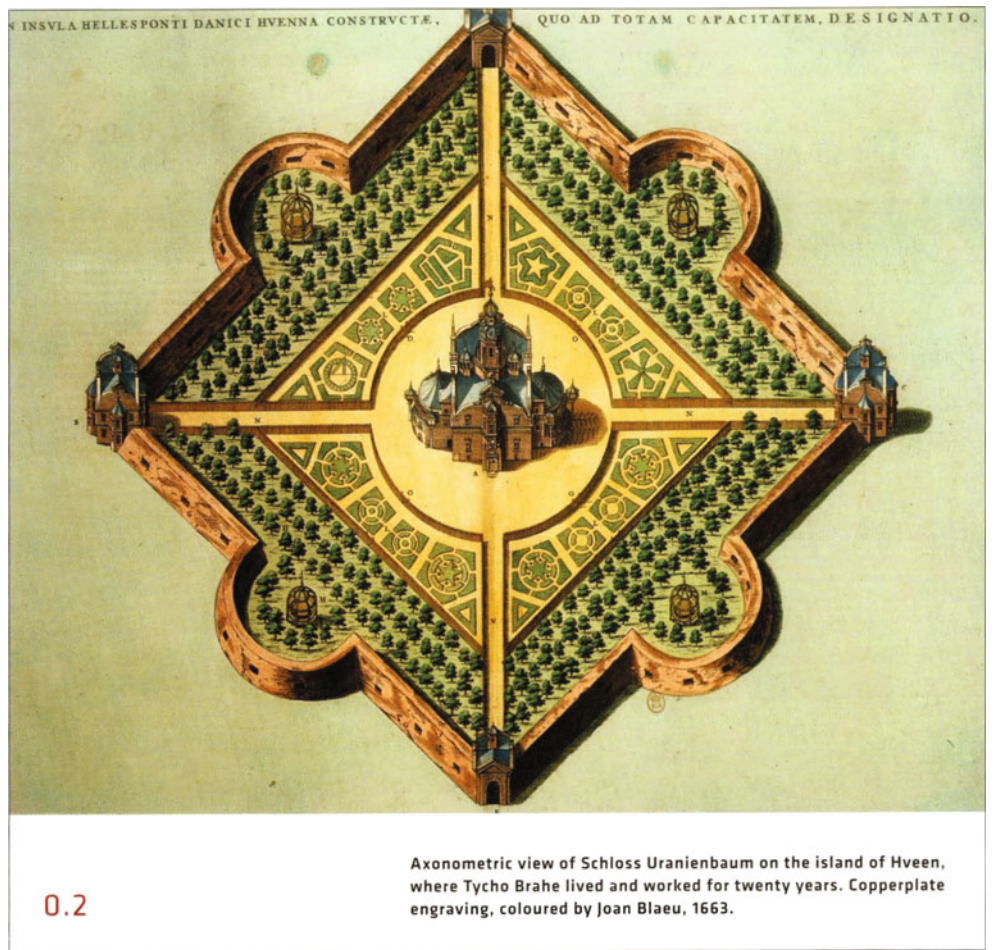 INSVLA HELLESPONTI DANICI HVENNA CONSTRVCTÆ, QUO AD TOTAM CAPACITATEM, DESIGNATIO.
N
D
O
B
C
N
N
A
O
O
M
M
N
0.2
Axonometric view of Schloss Uranienbaum on the island of Hveen,
where Tycho Brahe lived and worked for twenty years. Copperplate
engraving, coloured by Joan Blaeu, 1663.